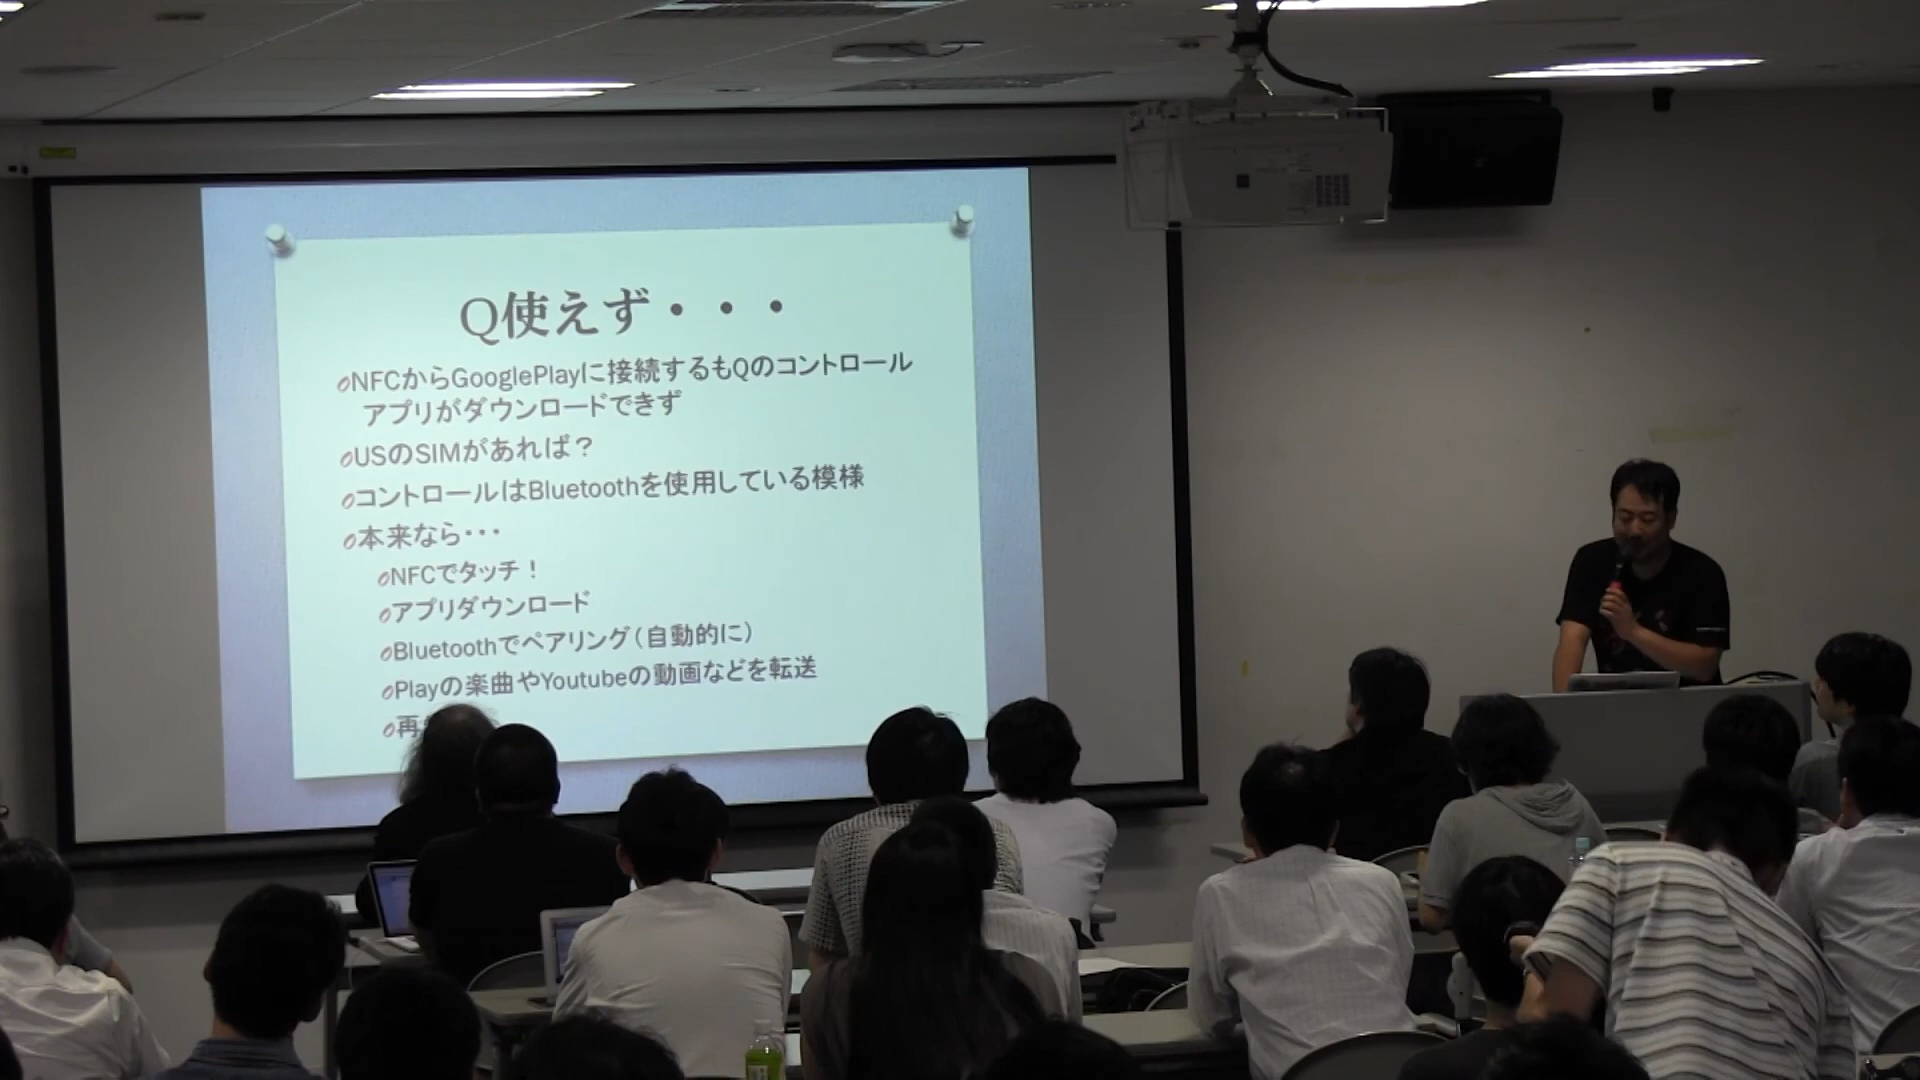 Q使えず・・・
NFCからGooglePlayに接続するもQのコントロール
アプリがダウンロードできず
USのSIMがあれば？
コントロールはBluetoothを使用している模様
本来なら・・・
NFCでタッチ！
アプリダウンロード
Bluetoothでペアリング（自動的に）
Playの楽曲やYoutubeの動画などを転送
再